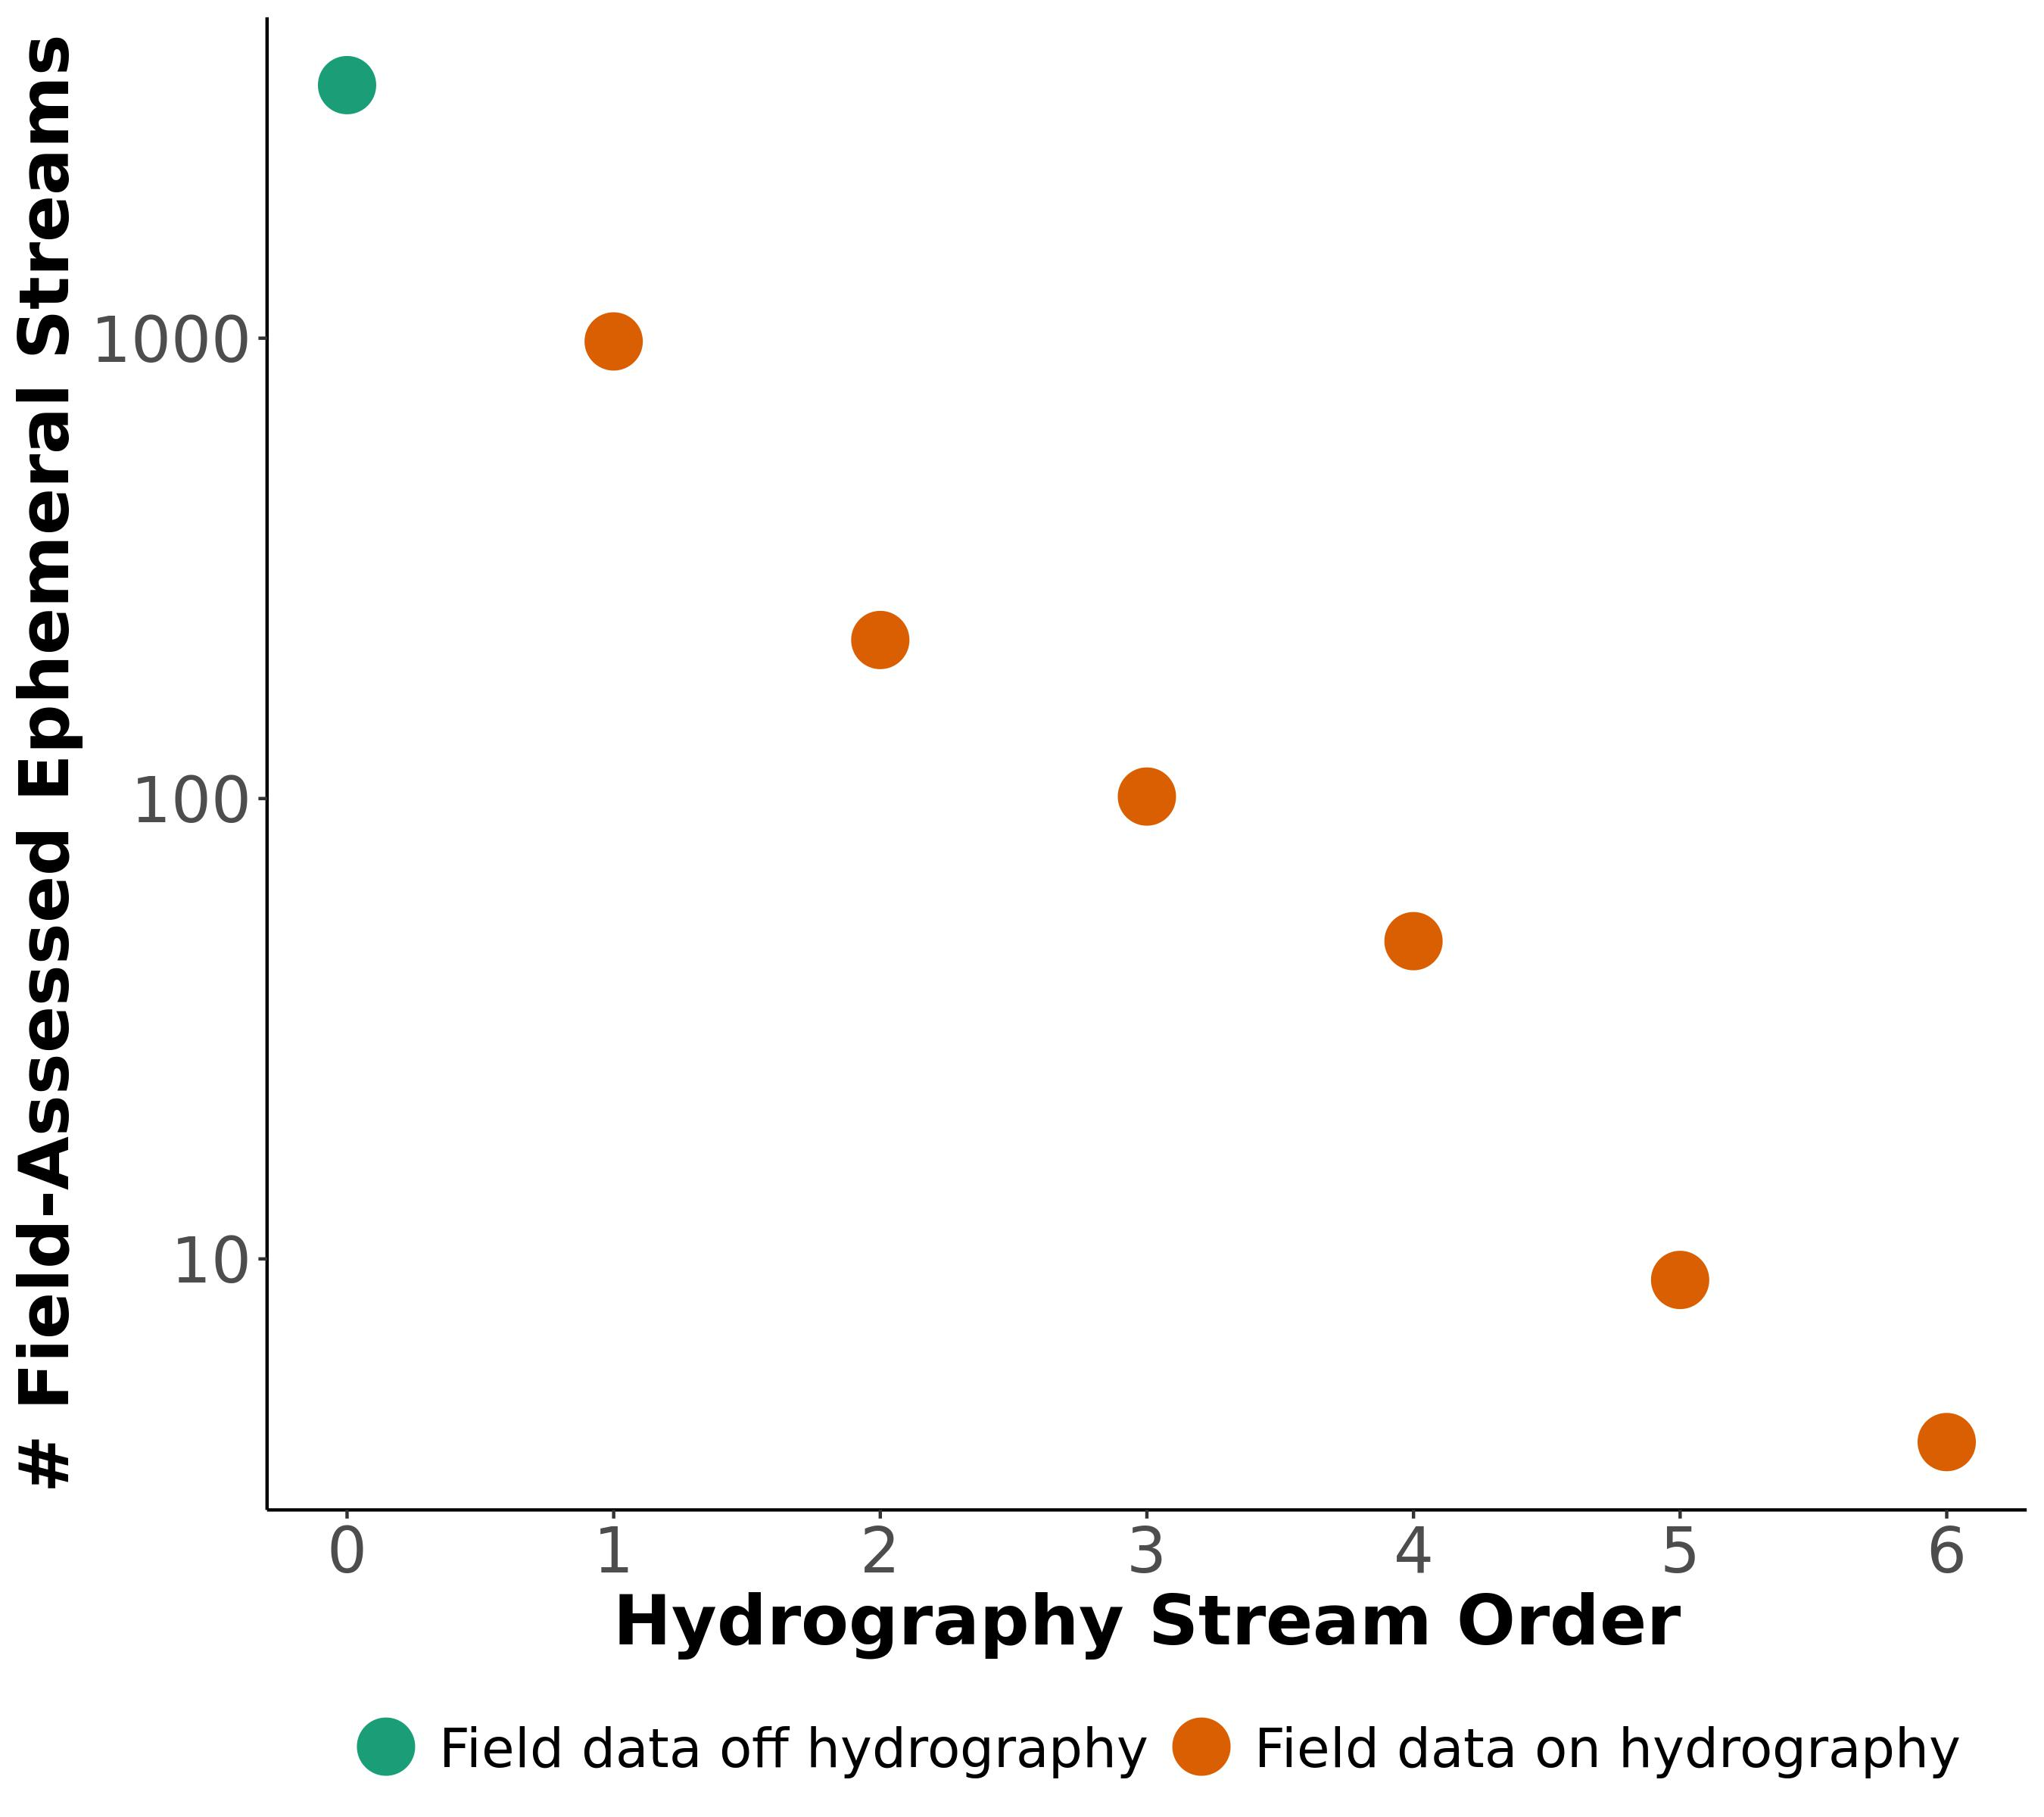 # Field-Assessed Ephemeral Streams
1000
100
10
0 1 2 3 4 5 6
Hydrography Stream Order
Field data off hydrography Field data on hydrography